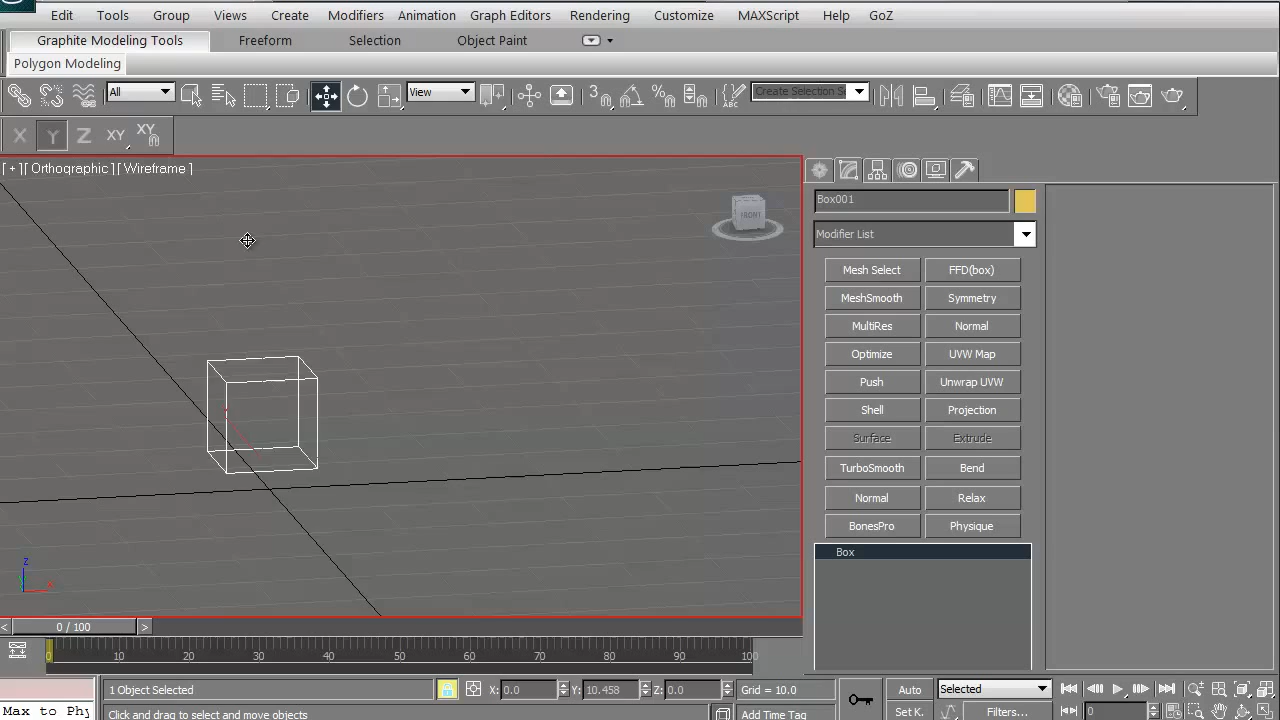 Edit Tools Group Views Create Modifiers Animation Graph Editors Rendering Customize MAXScript Help GoZ
Graphite Modeling Tools Freeform Selection Object Paint
Polygon Modeling
All View Create Selection Se
X Y Z XY XY
[ + ][ Orthographic ][ Wireframe ]
FRONT
Box001
Modifier List
Mesh Select FFD(box)
MeshSmooth Symmetry
MultiRes Normal
Optimize UVW Map
Push Unwrap UVW
Shell Projection
Surface Extrude
TurboSmooth Bend
Normal Relax
BonesPro Physique
Box
z
x
< 0 / 100 >
0 10 20 30 40 50 60 70 80 90 100
1 Object Selected X: 0.0 Y: 10.458 Z: 0.0 Grid = 10.0 Auto Selected
Max to Phy Click and drag to select and move objects Add Time Tag Set K. Filters... 0